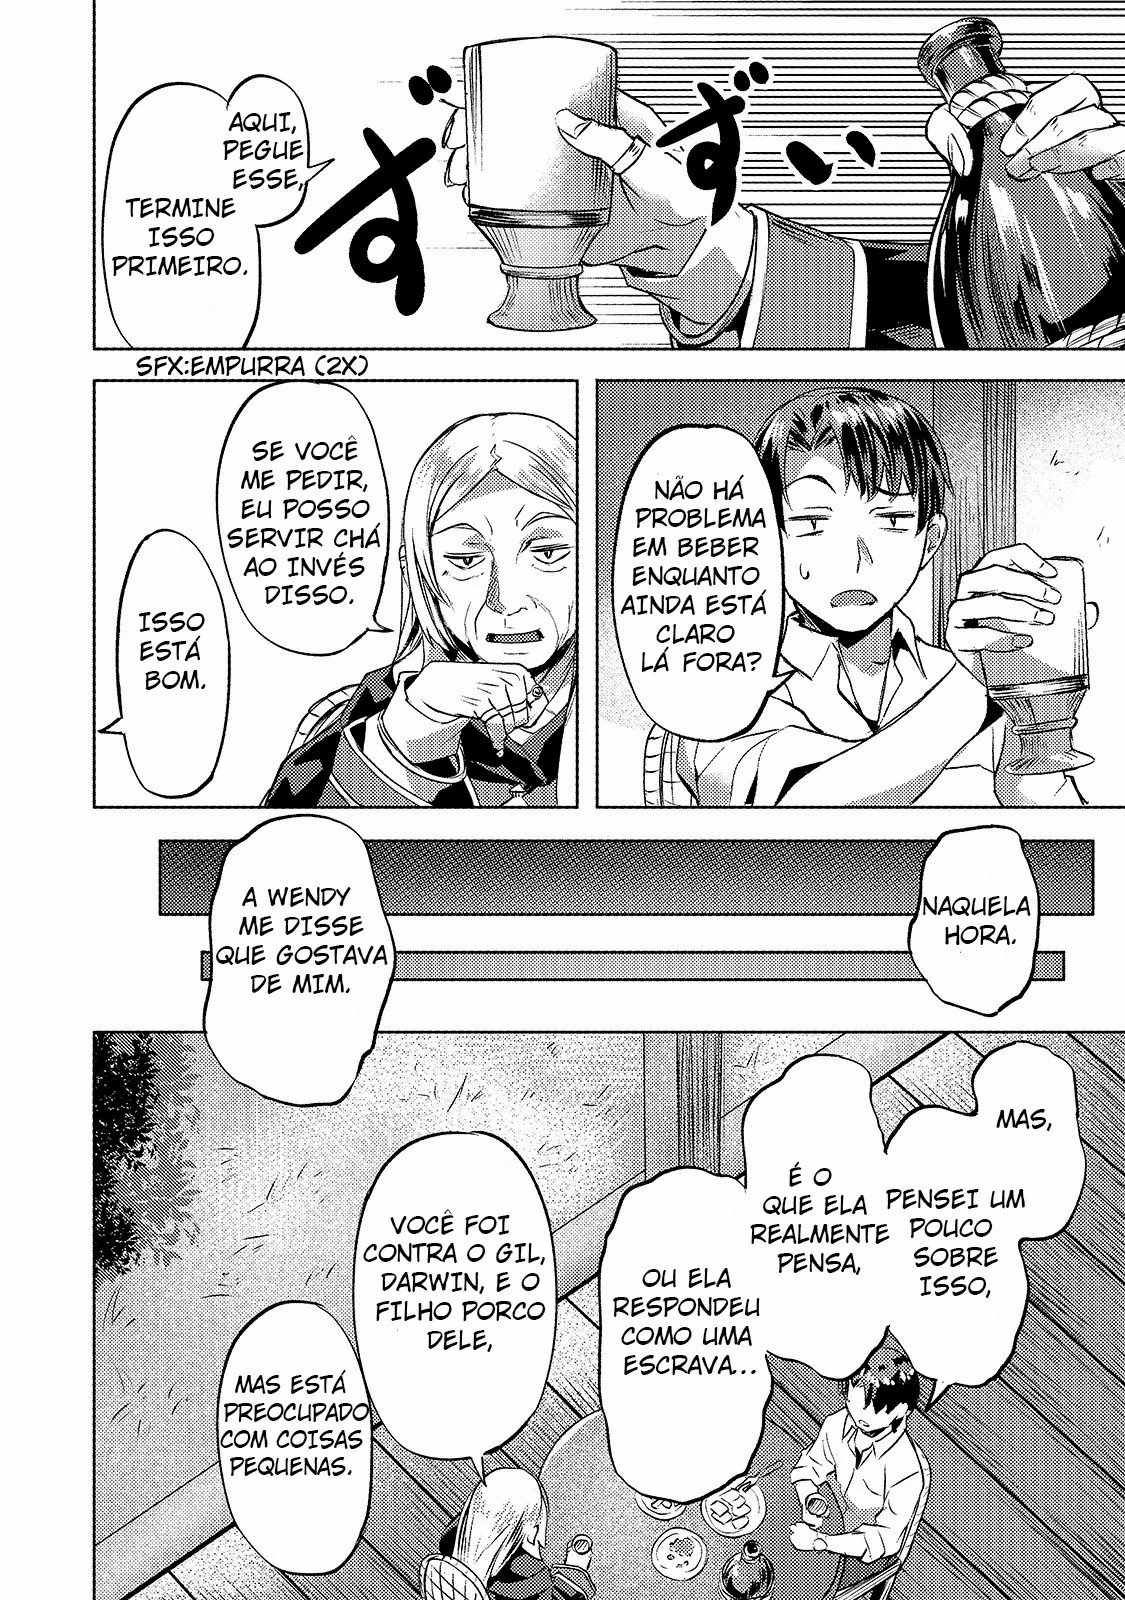 AQUI,
PEGUE
ESSE,
TERMINE
ISSO
PRIMEIRO.
ずずいっ
SFX:EMPURRA (2X)
NÃO HÁ
PROBLEMA
EM BEBER
ENQUANTO
AINDA ESTÁ
CLARO
LÁ FORA?
SE VOCÊ
ME PEDIR,
EU POSSO
SERVIR CHÁ
AO INVÉS
DISSO.
ISSO
ESTÁ
BOM.
NAQUELA
HORA.
A WENDY
ME DISSE
QUE GOSTAVA
DE MIM.
MAS,
PENSEI UM
POUCO
SOBRE
ISSO,
É O
QUE ELA
REALMENTE
PENSA,
OU ELA
RESPONDEU
COMO UMA
ESCRAVA...
VOCÊ FOI
CONTRA O GIL,
DARWIN, E O
FILHO PORCO
DELE,
MAS ESTÁ
PREOCUPADO
COM COISAS
PEQUENAS.